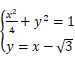 {x²/4 + y² = 1
y = x − √3